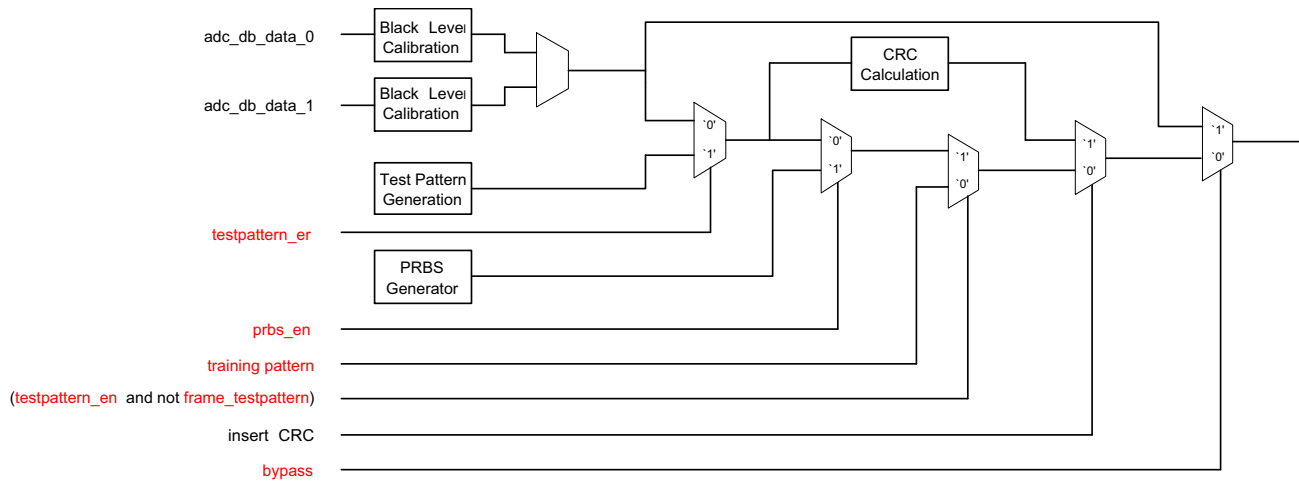 adc_db_data_0
Black Level
Calibration
adc_db_data_1
Black Level
Calibration
CRC
Calculation
`0'
`1'
`0'
`1'
`1'
`0'
`1'
`0'
`1'
`0'
Test Pattern
Generation
testpattern_er
PRBS
Generator
prbs_en
training pattern
(testpattern_en and not frame_testpattern)
insert CRC
bypass